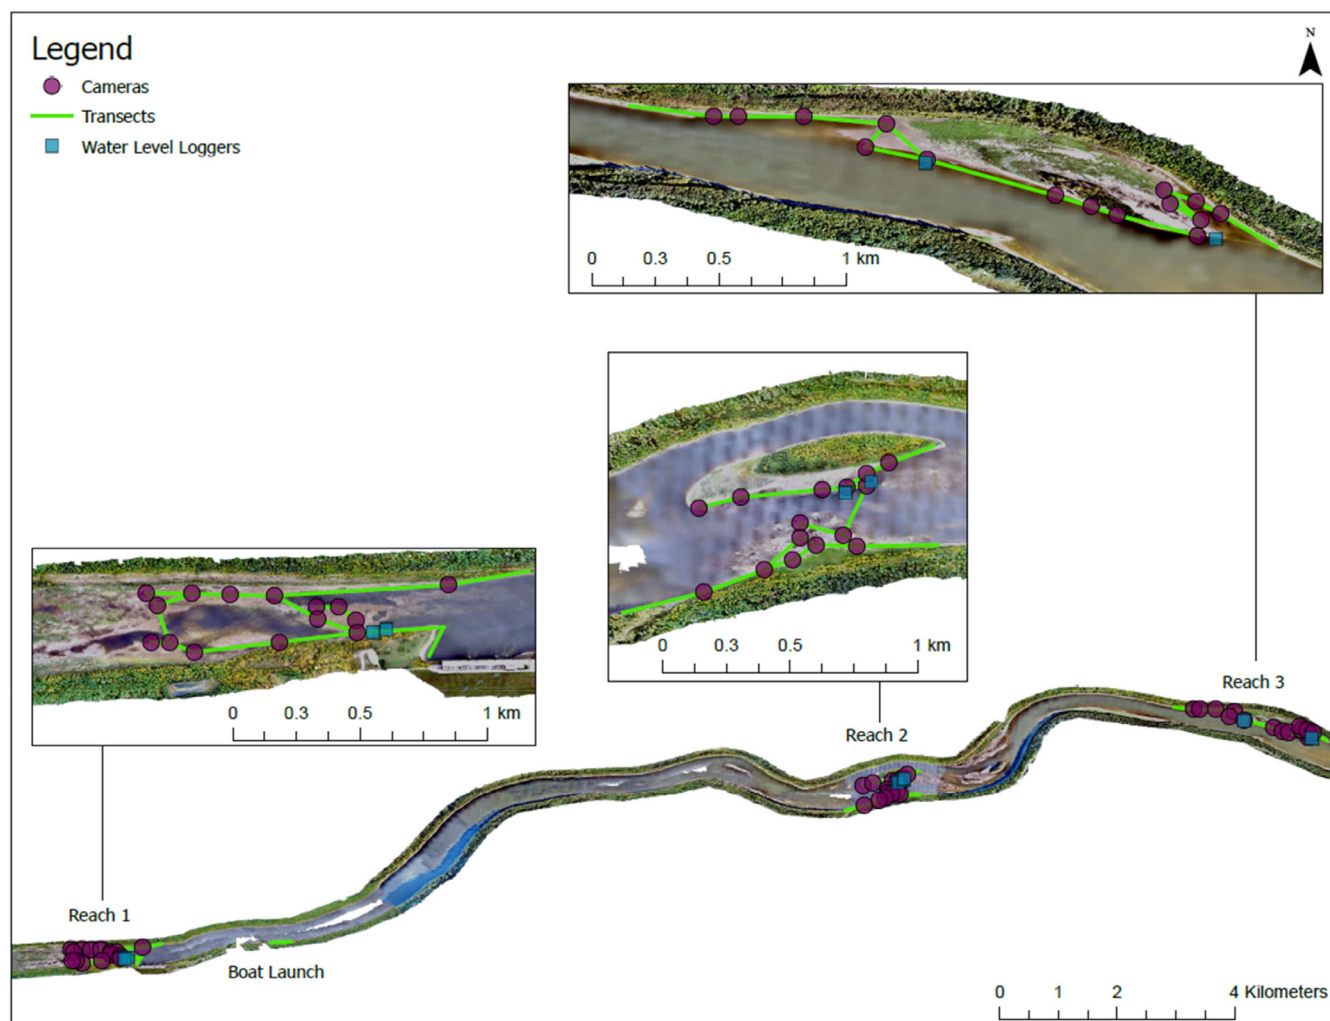 Legend
Cameras
Transects
Water Level Loggers
N
0 0.3 0.5 1 km
0 0.3 0.5 1 km
0 0.3 0.5 1 km
Reach 3
Reach 2
Reach 1
Boat Launch
0 1 2 4 Kilometers